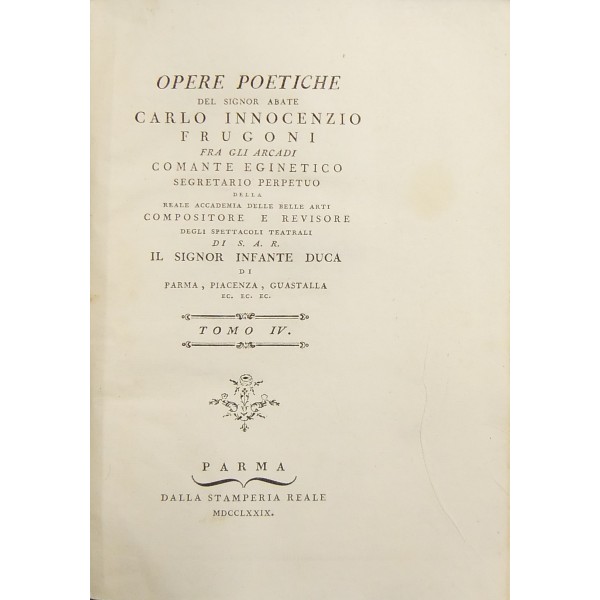 OPERE POETICHE
DEL SIGNOR ABATE
CARLO INNOCENZIO
FRUGONI
FRA GLI ARCADI
COMANTE EGINETICO
SEGRETARIO PERPETUO
DELLA
REALE ACCADEMIA DELLE BELLE ARTI
COMPOSITORE E REVISORE
DEGLI SPETTACOLI TEATRALI
DI S. A. R.
IL SIGNOR INFANTE DUCA
DI
PARMA, PIACENZA, GUASTALLA
EC. EC. EC.
TOMO IV.
PARMA
DALLA STAMPERIA REALE
MDCCLXXIX.